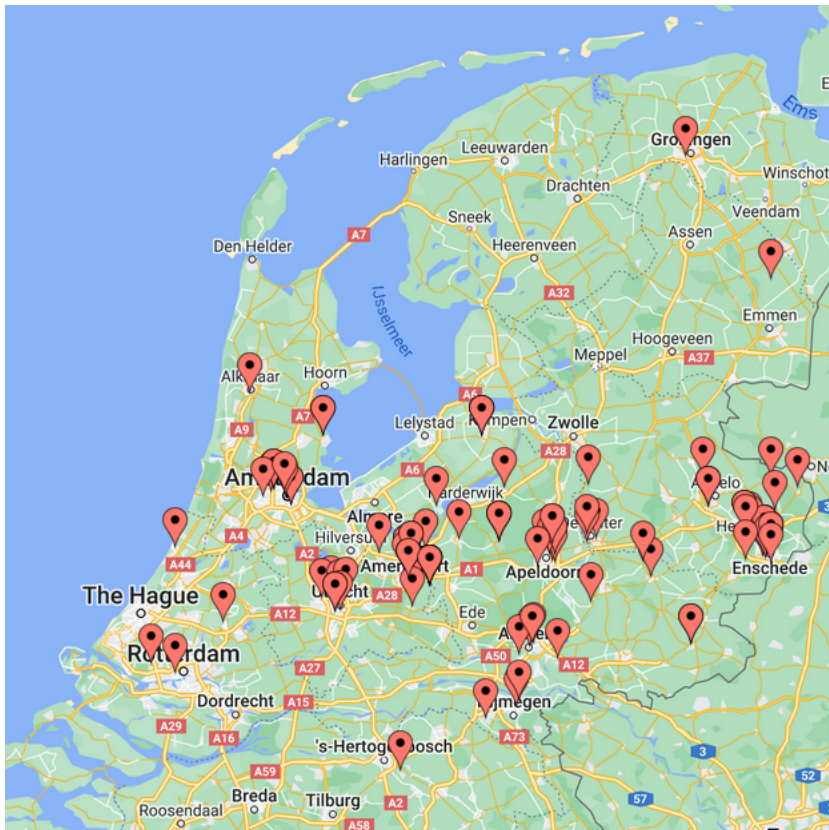 Ems
Groningen
Leeuwarden
Harlingen
Winschot
Drachten
Veendam
Sneek
Assen
Den Helder
A7
Heerenveen
IJsselmeer
A32
Emmen
Hoogeveen
Meppel
A37
Alkmaar
Hoorn
A6
A9
A7
Lelystad
Kampen
Zwolle
A28
A6
Amsterdam
Harderwijk
Almelo
Almere
Deventer
A4
Hilversum
A2
A44
Amersfoort
A1
Apeldoorn
Enschede
The Hague
Utrecht
A28
A12
Ede
Arnhem
Rotterdam
A50
A12
A27
Dordrecht
A15
Nijmegen
A29
A16
A73
's-Hertogenbosch
3
A59
52
Breda
Tilburg
A2
57
Roosendaal
A58